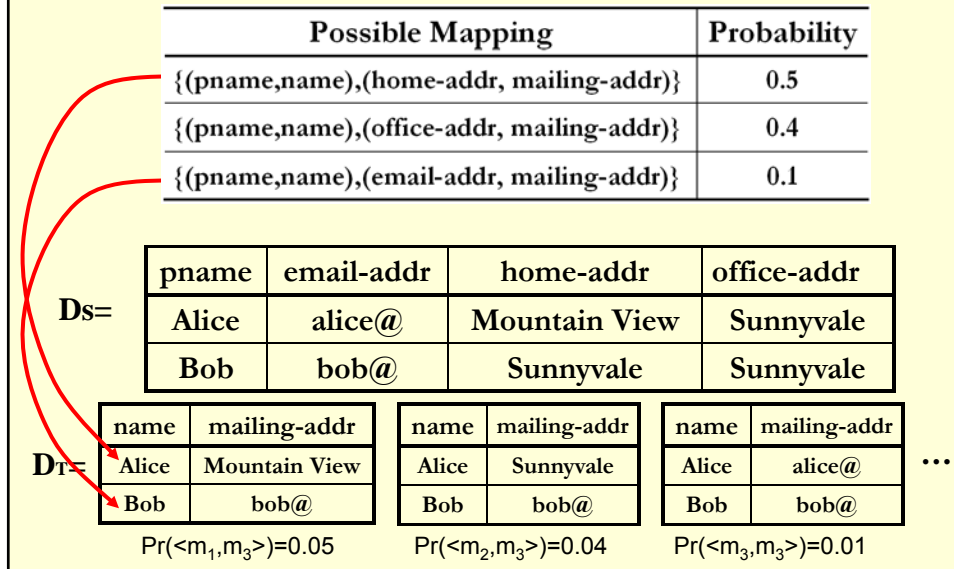 Possible Mapping Probability
{(pname,name),(home-addr, mailing-addr)} 0.5
{(pname,name),(office-addr, mailing-addr)} 0.4
{(pname,name),(email-addr, mailing-addr)} 0.1
pname email-addr home-addr office-addr
Ds=
Alice alice@ Mountain View Sunnyvale
Bob bob@ Sunnyvale Sunnyvale
name mailing-addr name mailing-addr name mailing-addr
DT= Alice Mountain View Alice Sunnyvale Alice alice@ ...
Bob bob@ Bob bob@ Bob bob@
Pr(<m1,m3>)=0.05 Pr(<m2,m3>)=0.04 Pr(<m3,m3>)=0.01